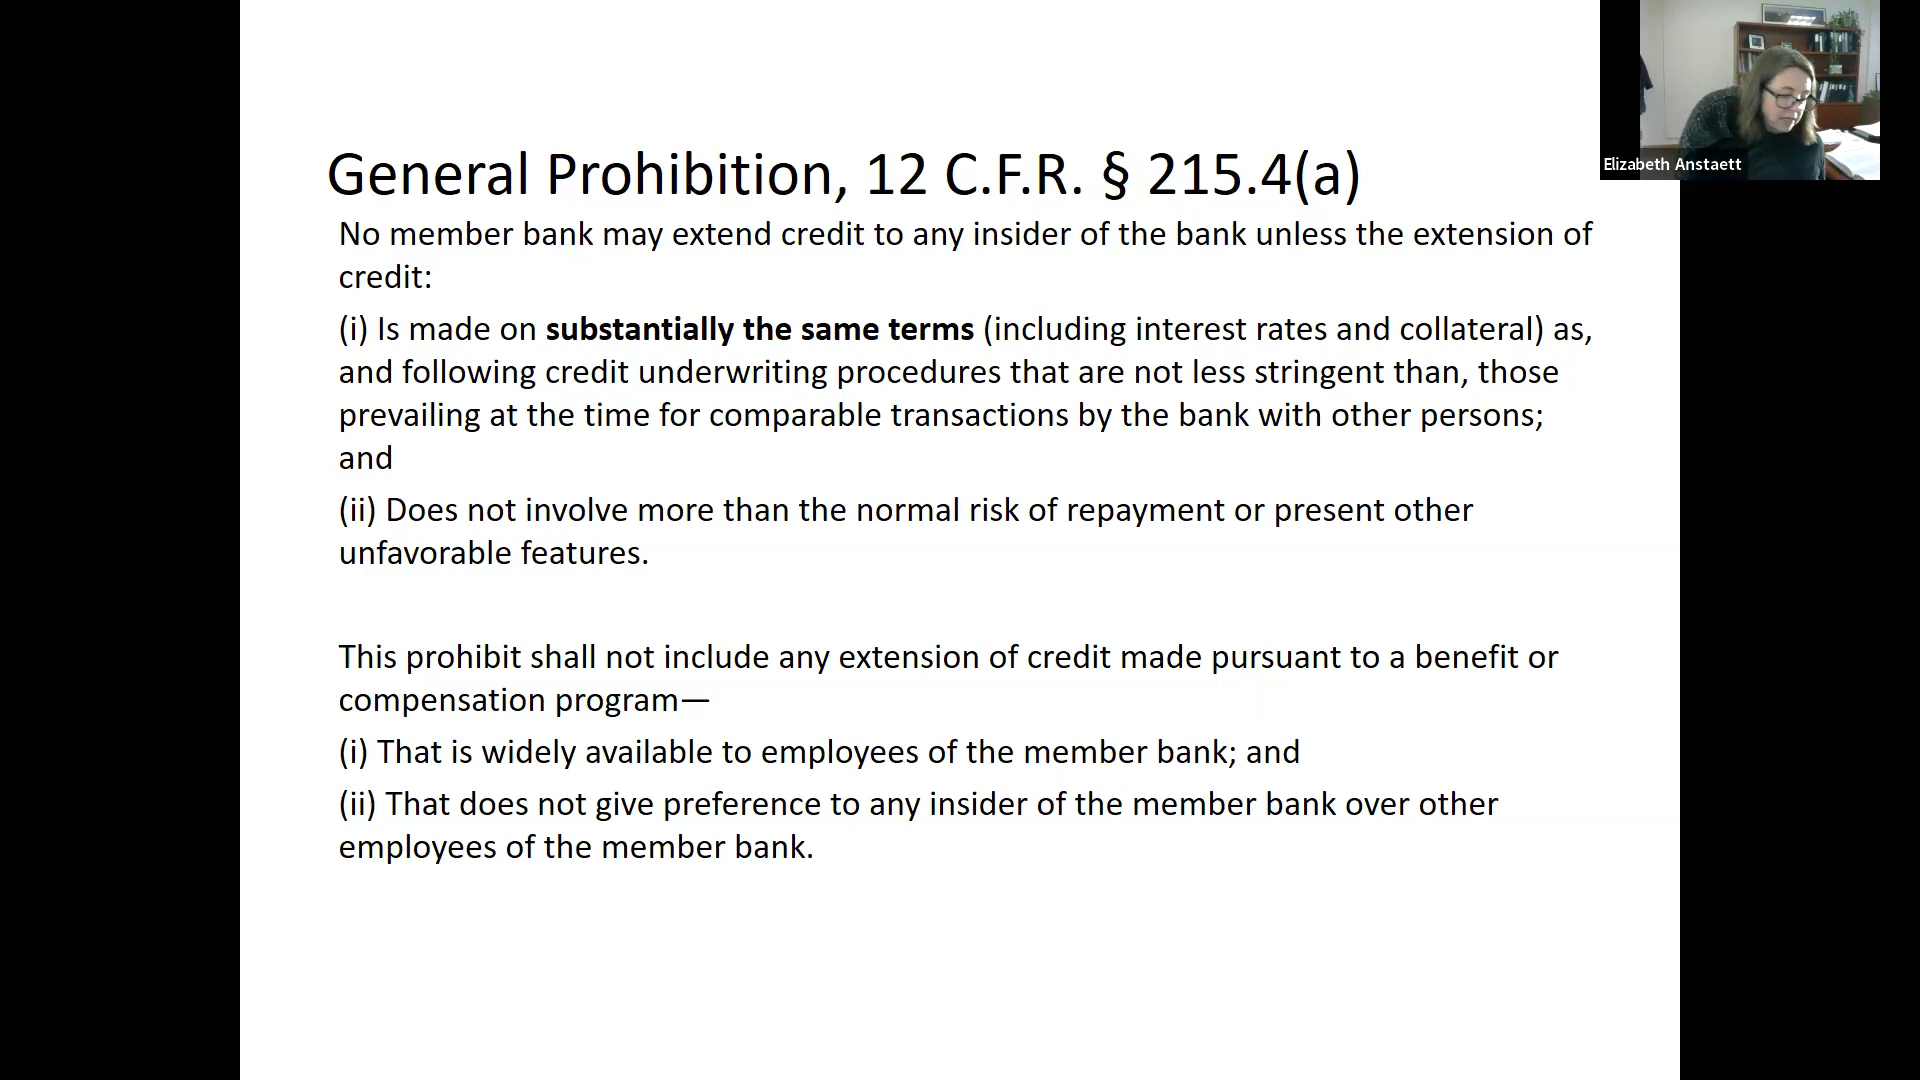 General Prohibition, 12 C.F.R. § 215.4(a)
No member bank may extend credit to any insider of the bank unless the extension of
credit:
(i) Is made on substantially the same terms (including interest rates and collateral) as,
and following credit underwriting procedures that are not less stringent than, those
prevailing at the time for comparable transactions by the bank with other persons;
and
(ii) Does not involve more than the normal risk of repayment or present other
unfavorable features.
This prohibit shall not include any extension of credit made pursuant to a benefit or
compensation program—
(i) That is widely available to employees of the member bank; and
(ii) That does not give preference to any insider of the member bank over other
employees of the member bank.
Elizabeth Anstaett